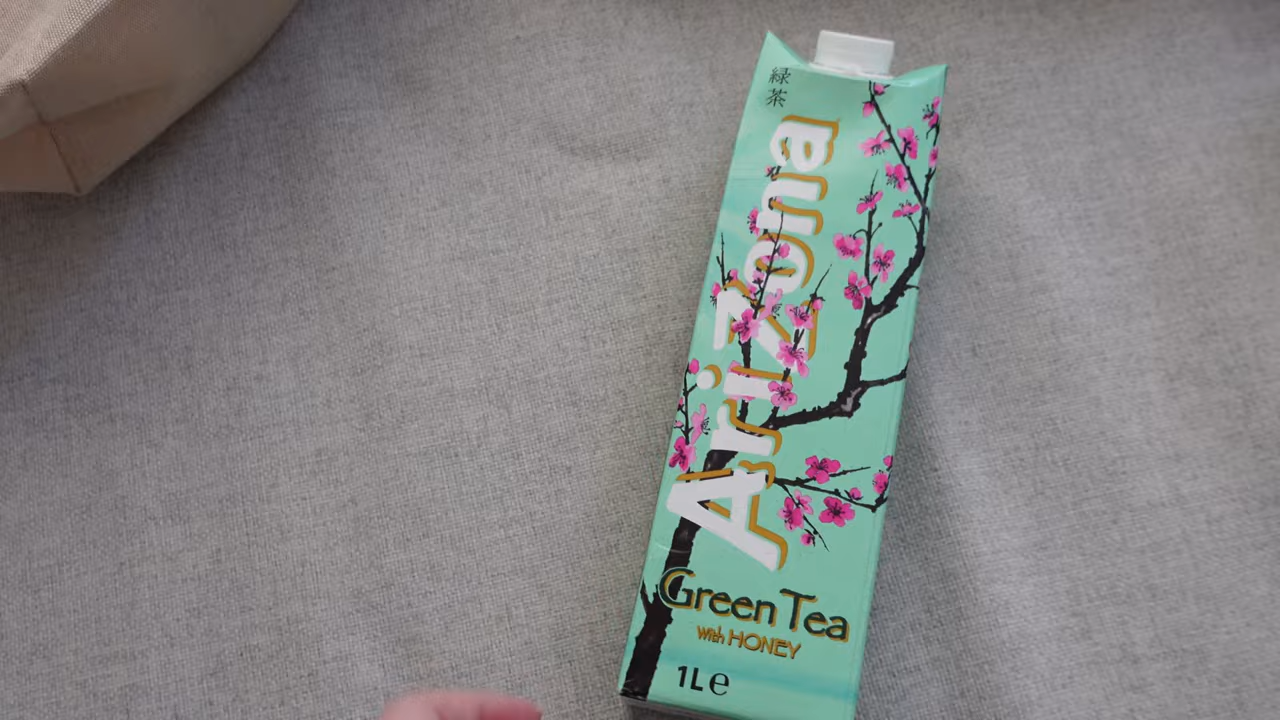 緑
茶
AriZona
Green Tea
with HONEY
1L ℮